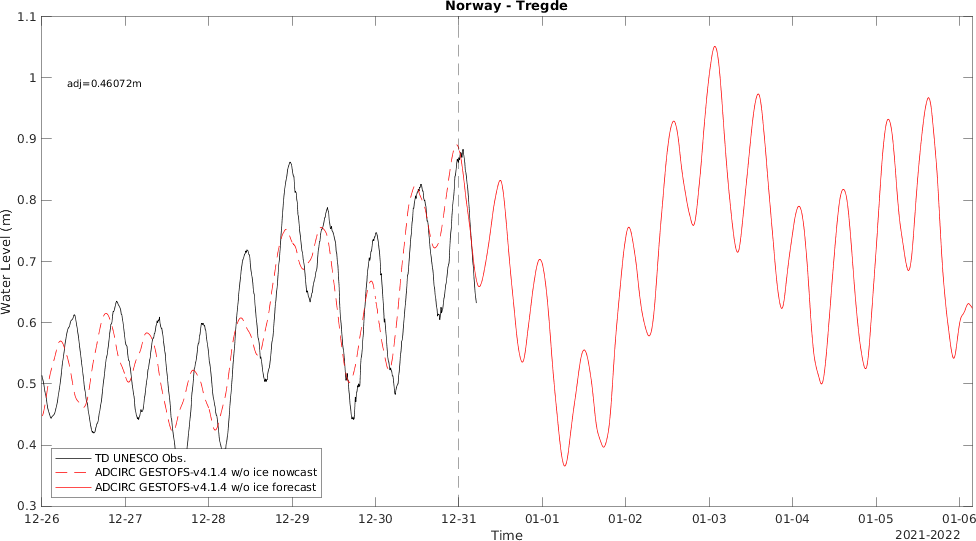 Norway - Tregde
1.1
1
0.9
0.8
0.7
0.6
0.5
0.4
0.3
Water Level (m)
adj=0.46072m
TD UNESCO Obs.
ADCIRC GESTOFS-v4.1.4 w/o ice nowcast
ADCIRC GESTOFS-v4.1.4 w/o ice forecast
12-26 12-27 12-28 12-29 12-30 12-31 01-01 01-02 01-03 01-04 01-05 01-06
Time
2021-2022